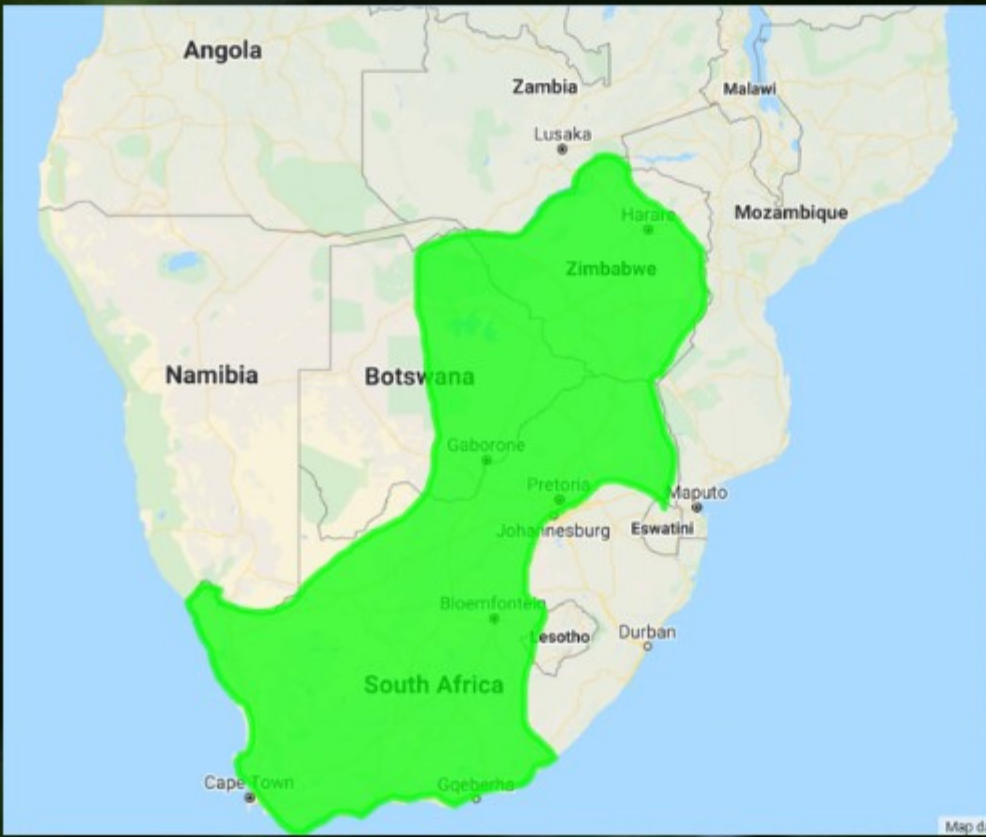 Angola
Zambia
Malawi
Lusaka
Mozambique
Harare
Zimbabwe
Namibia
Botswana
Gaborone
Pretoria
Maputo
Johannesburg
Eswatini
Bloemfontein
Lesotho
Durban
South Africa
Cape Town
Gqeberha
Map d